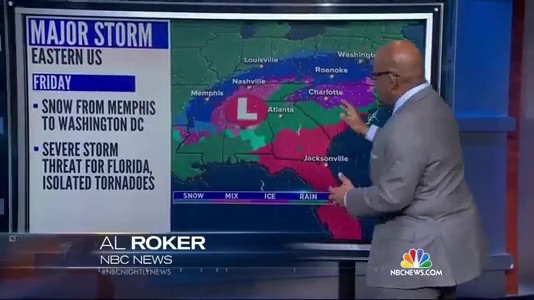 MAJOR STORM
EASTERN US
FRIDAY
▪ SNOW FROM MEMPHIS
TO WASHINGTON DC
▪ SEVERE STORM
THREAT FOR FLORIDA,
ISOLATED TORNADOES
Louisville
Washington
Roanoke
Nashville
Memphis
Charlotte
L
Atlanta
Jacksonville
SNOW MIX ICE RAIN
AL ROKER
NBC NEWS
#NBCNIGHTLYNEWS
NBCNEWS.COM